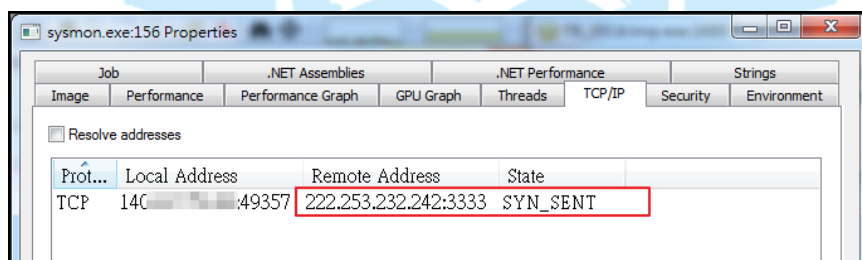 sysmon.exe:156 Properties
Job .NET Assemblies .NET Performance Strings
Image Performance Performance Graph GPU Graph Threads TCP/IP Security Environment
Resolve addresses
Prot... Local Address Remote Address State
TCP 140 :49357 222.253.232.242:3333 SYN_SENT